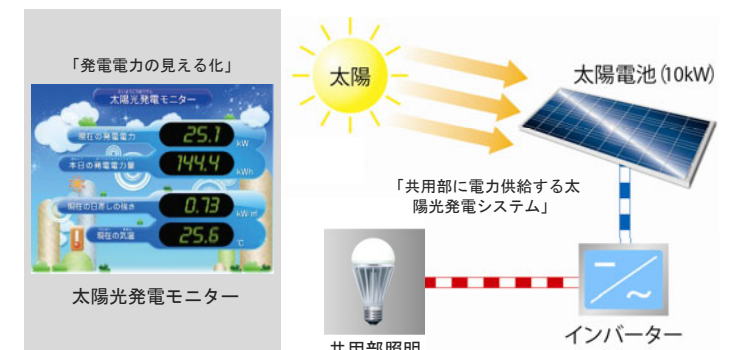 「発電電力の見える化」
太陽光発電モニター
現在の発電電力 25.1 kW
本日の発電電力量 144.4 kWh
現在の日差しの強さ 0.73 kW/㎡
現在の気温 25.6 ℃
太陽光発電モニター
太陽
太陽電池(10kW)
「共用部に電力供給する太
陽光発電システム」
インバーター
共用部照明